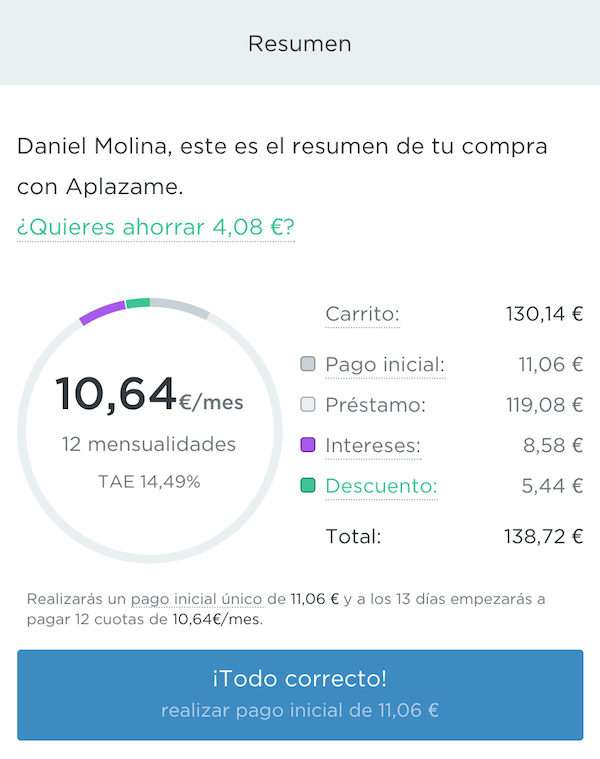 Resumen
Daniel Molina, este es el resumen de tu compra
con Aplazame.
¿Quieres ahorrar 4,08 €?
10,64€/mes
12 mensualidades
TAE 14,49%
Carrito: 130,14 €
Pago inicial: 11,06 €
Préstamo: 119,08 €
Intereses: 8,58 €
Descuento: 5,44 €
Total: 138,72 €
Realizarás un pago inicial único de 11,06 € y a los 13 días empezarás a
pagar 12 cuotas de 10,64€/mes.
¡Todo correcto!
realizar pago inicial de 11,06 €